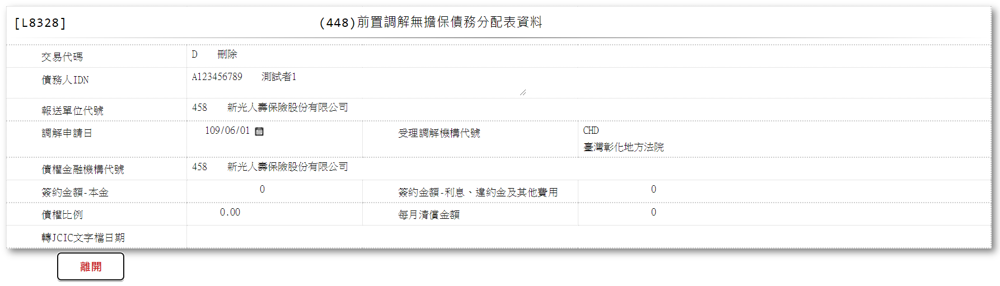 [L8328] (448)前置調解無擔保債務分配表資料
交易代碼 D 刪除
債務人IDN A123456789 測試者1
報送單位代號 458 新光人壽保險股份有限公司
調解申請日 109/06/01 受理調解機構代號 CHD
臺灣彰化地方法院
債權金融機構代號 458 新光人壽保險股份有限公司
簽約金額-本金 0 簽約金額-利息、違約金及其他費用 0
債權比例 0.00 每月清償金額 0
轉JCIC文字檔日期
離開